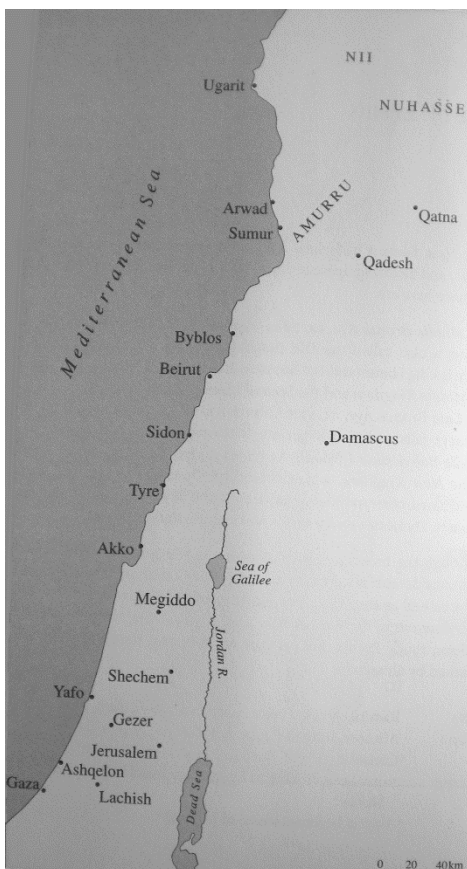 NII
Ugarit
NUHAŠŠE
Mediterranean Sea
Arwad
AMURRU
Qatna
Sumur
Qadesh
Byblos
Beirut
Sidon
Damascus
Tyre
Akko
Sea of
Galilee
Megiddo
Jordan R.
Shechem
Yafo
Gezer
Jerusalem
Ashqelon
Gaza
Lachish
Dead Sea
0 20 40km